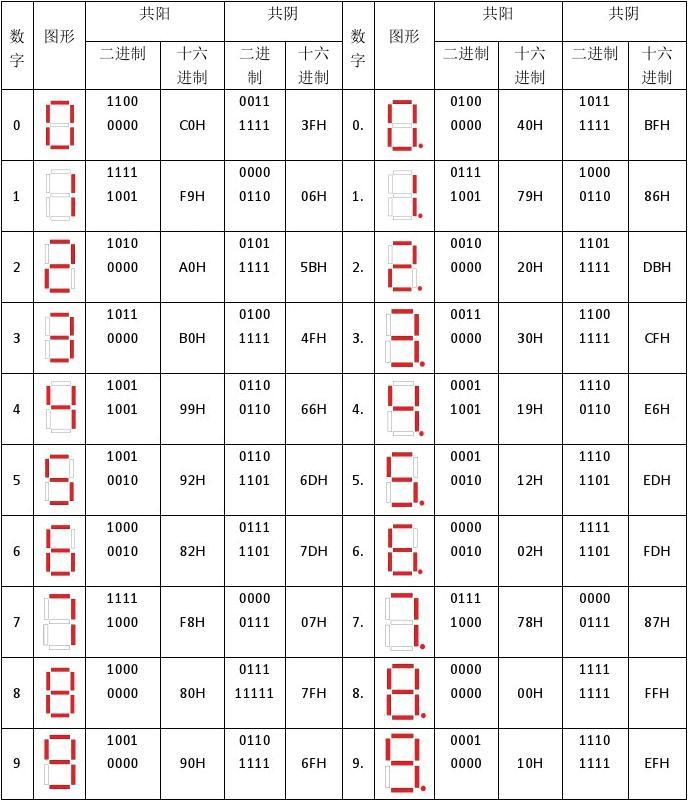 数字 图形 共阳 共阴 数字 图形 共阳 共阴
二进制 十六进制 二进制 十六进制 二进制 十六进制 二进制 十六进制
0 1100 0000 C0H 0011 1111 3FH 0. 0100 0000 40H 1011 1111 BFH
1 1111 1001 F9H 0000 0110 06H 1. 0111 1001 79H 1000 0110 86H
2 1010 0000 A0H 0101 1111 5BH 2. 0010 0000 20H 1101 1111 DBH
3 1011 0000 B0H 0100 1111 4FH 3. 0011 0000 30H 1100 1111 CFH
4 1001 1001 99H 0110 0110 66H 4. 0001 1001 19H 1110 0110 E6H
5 1001 0010 92H 0110 1101 6DH 5. 0001 0010 12H 1110 1101 EDH
6 1000 0010 82H 0111 1101 7DH 6. 0000 0010 02H 1111 1101 FDH
7 1111 1000 F8H 0000 0111 07H 7. 0111 1000 78H 0000 0111 87H
8 1000 0000 80H 0111 11111 7FH 8. 0000 0000 00H 1111 1111 FFH
9 1001 0000 90H 0110 1111 6FH 9. 0001 0000 10H 1110 1111 EFH